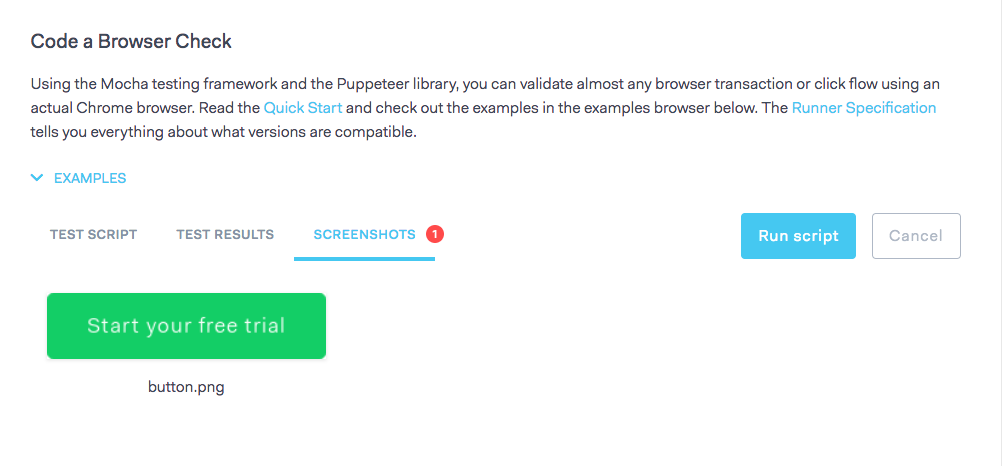 Code a Browser Check
Using the Mocha testing framework and the Puppeteer library, you can validate almost any browser transaction or click flow using an
actual Chrome browser. Read the Quick Start and check out the examples in the examples browser below. The Runner Specification
tells you everything about what versions are compatible.
EXAMPLES
TEST SCRIPT TEST RESULTS SCREENSHOTS 1 Run script Cancel
Start your free trial
button.png